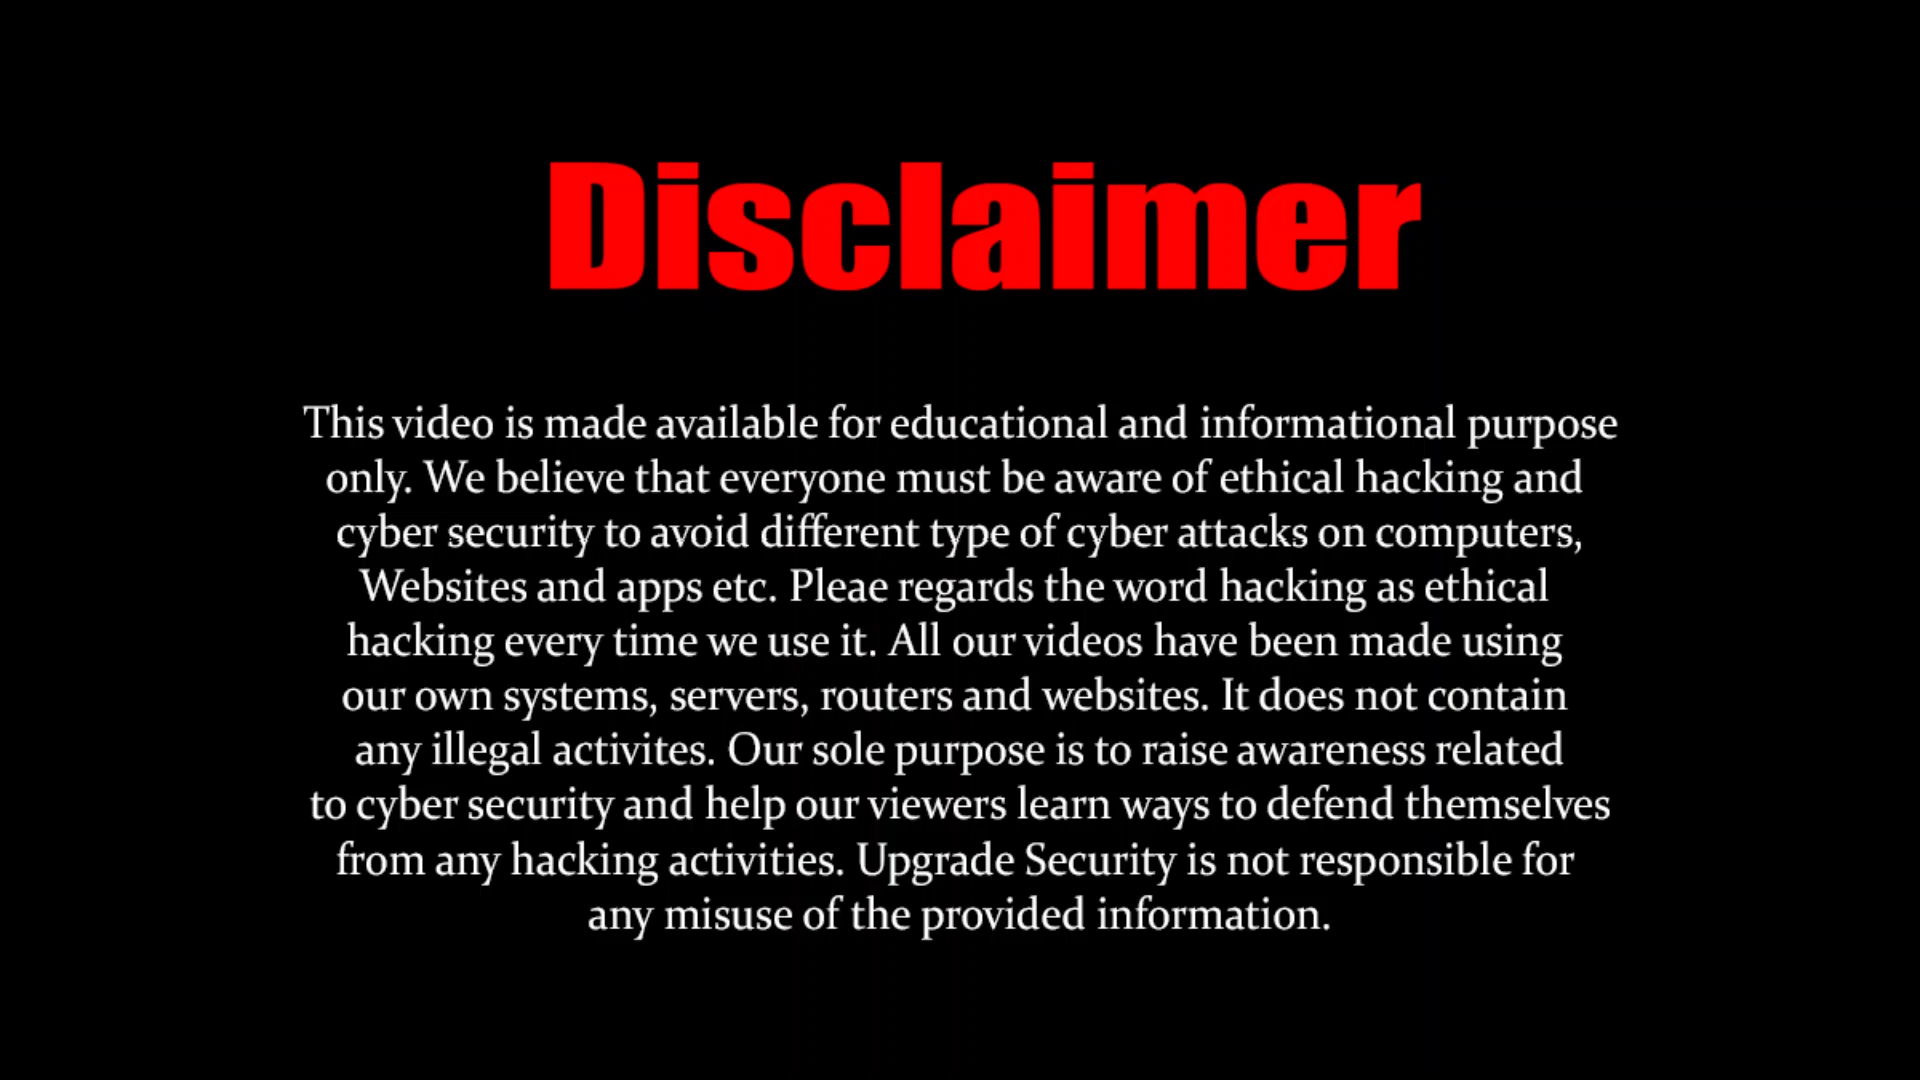 Disclaimer
This video is made available for educational and informational purpose
only. We believe that everyone must be aware of ethical hacking and
cyber security to avoid different type of cyber attacks on computers,
Websites and apps etc. Pleae regards the word hacking as ethical
hacking every time we use it. All our videos have been made using
our own systems, servers, routers and websites. It does not contain
any illegal activites. Our sole purpose is to raise awareness related
to cyber security and help our viewers learn ways to defend themselves
from any hacking activities. Upgrade Security is not responsible for
any misuse of the provided information.